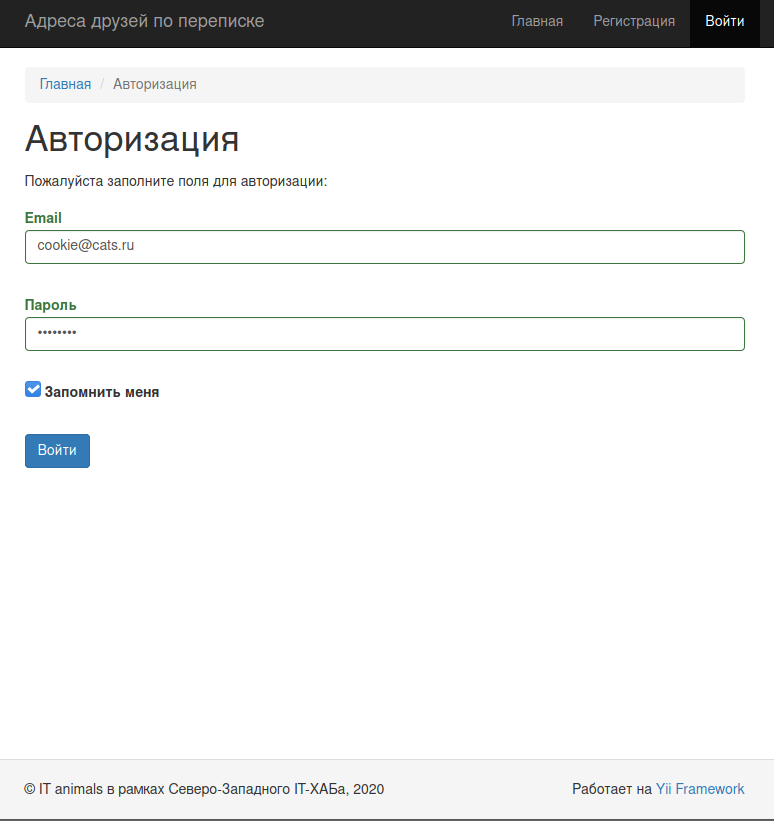 Адреса друзей по переписке Главная Регистрация Войти
Главная / Авторизация
Авторизация
Пожалуйста заполните поля для авторизации:
Email
cookie@cats.ru
Пароль
••••••••
Запомнить меня
Войти
© IT animals в рамках Северо-Западного IT-ХАБа, 2020 Работает на Yii Framework